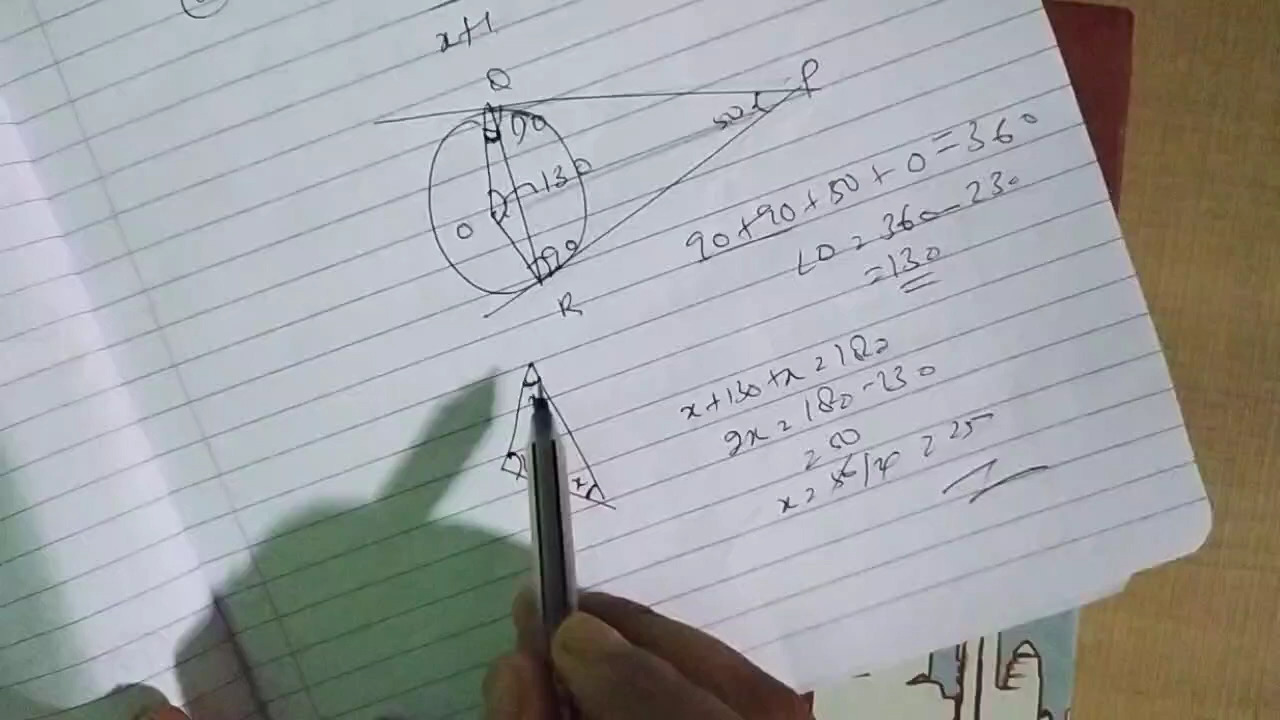 x+1
Q
P
90
50
130
O
90
R
90+90+50+O=360
∠O=360-230
=130
x
x
x+130+x=180
2x=180-130
=50
x=50/2=25